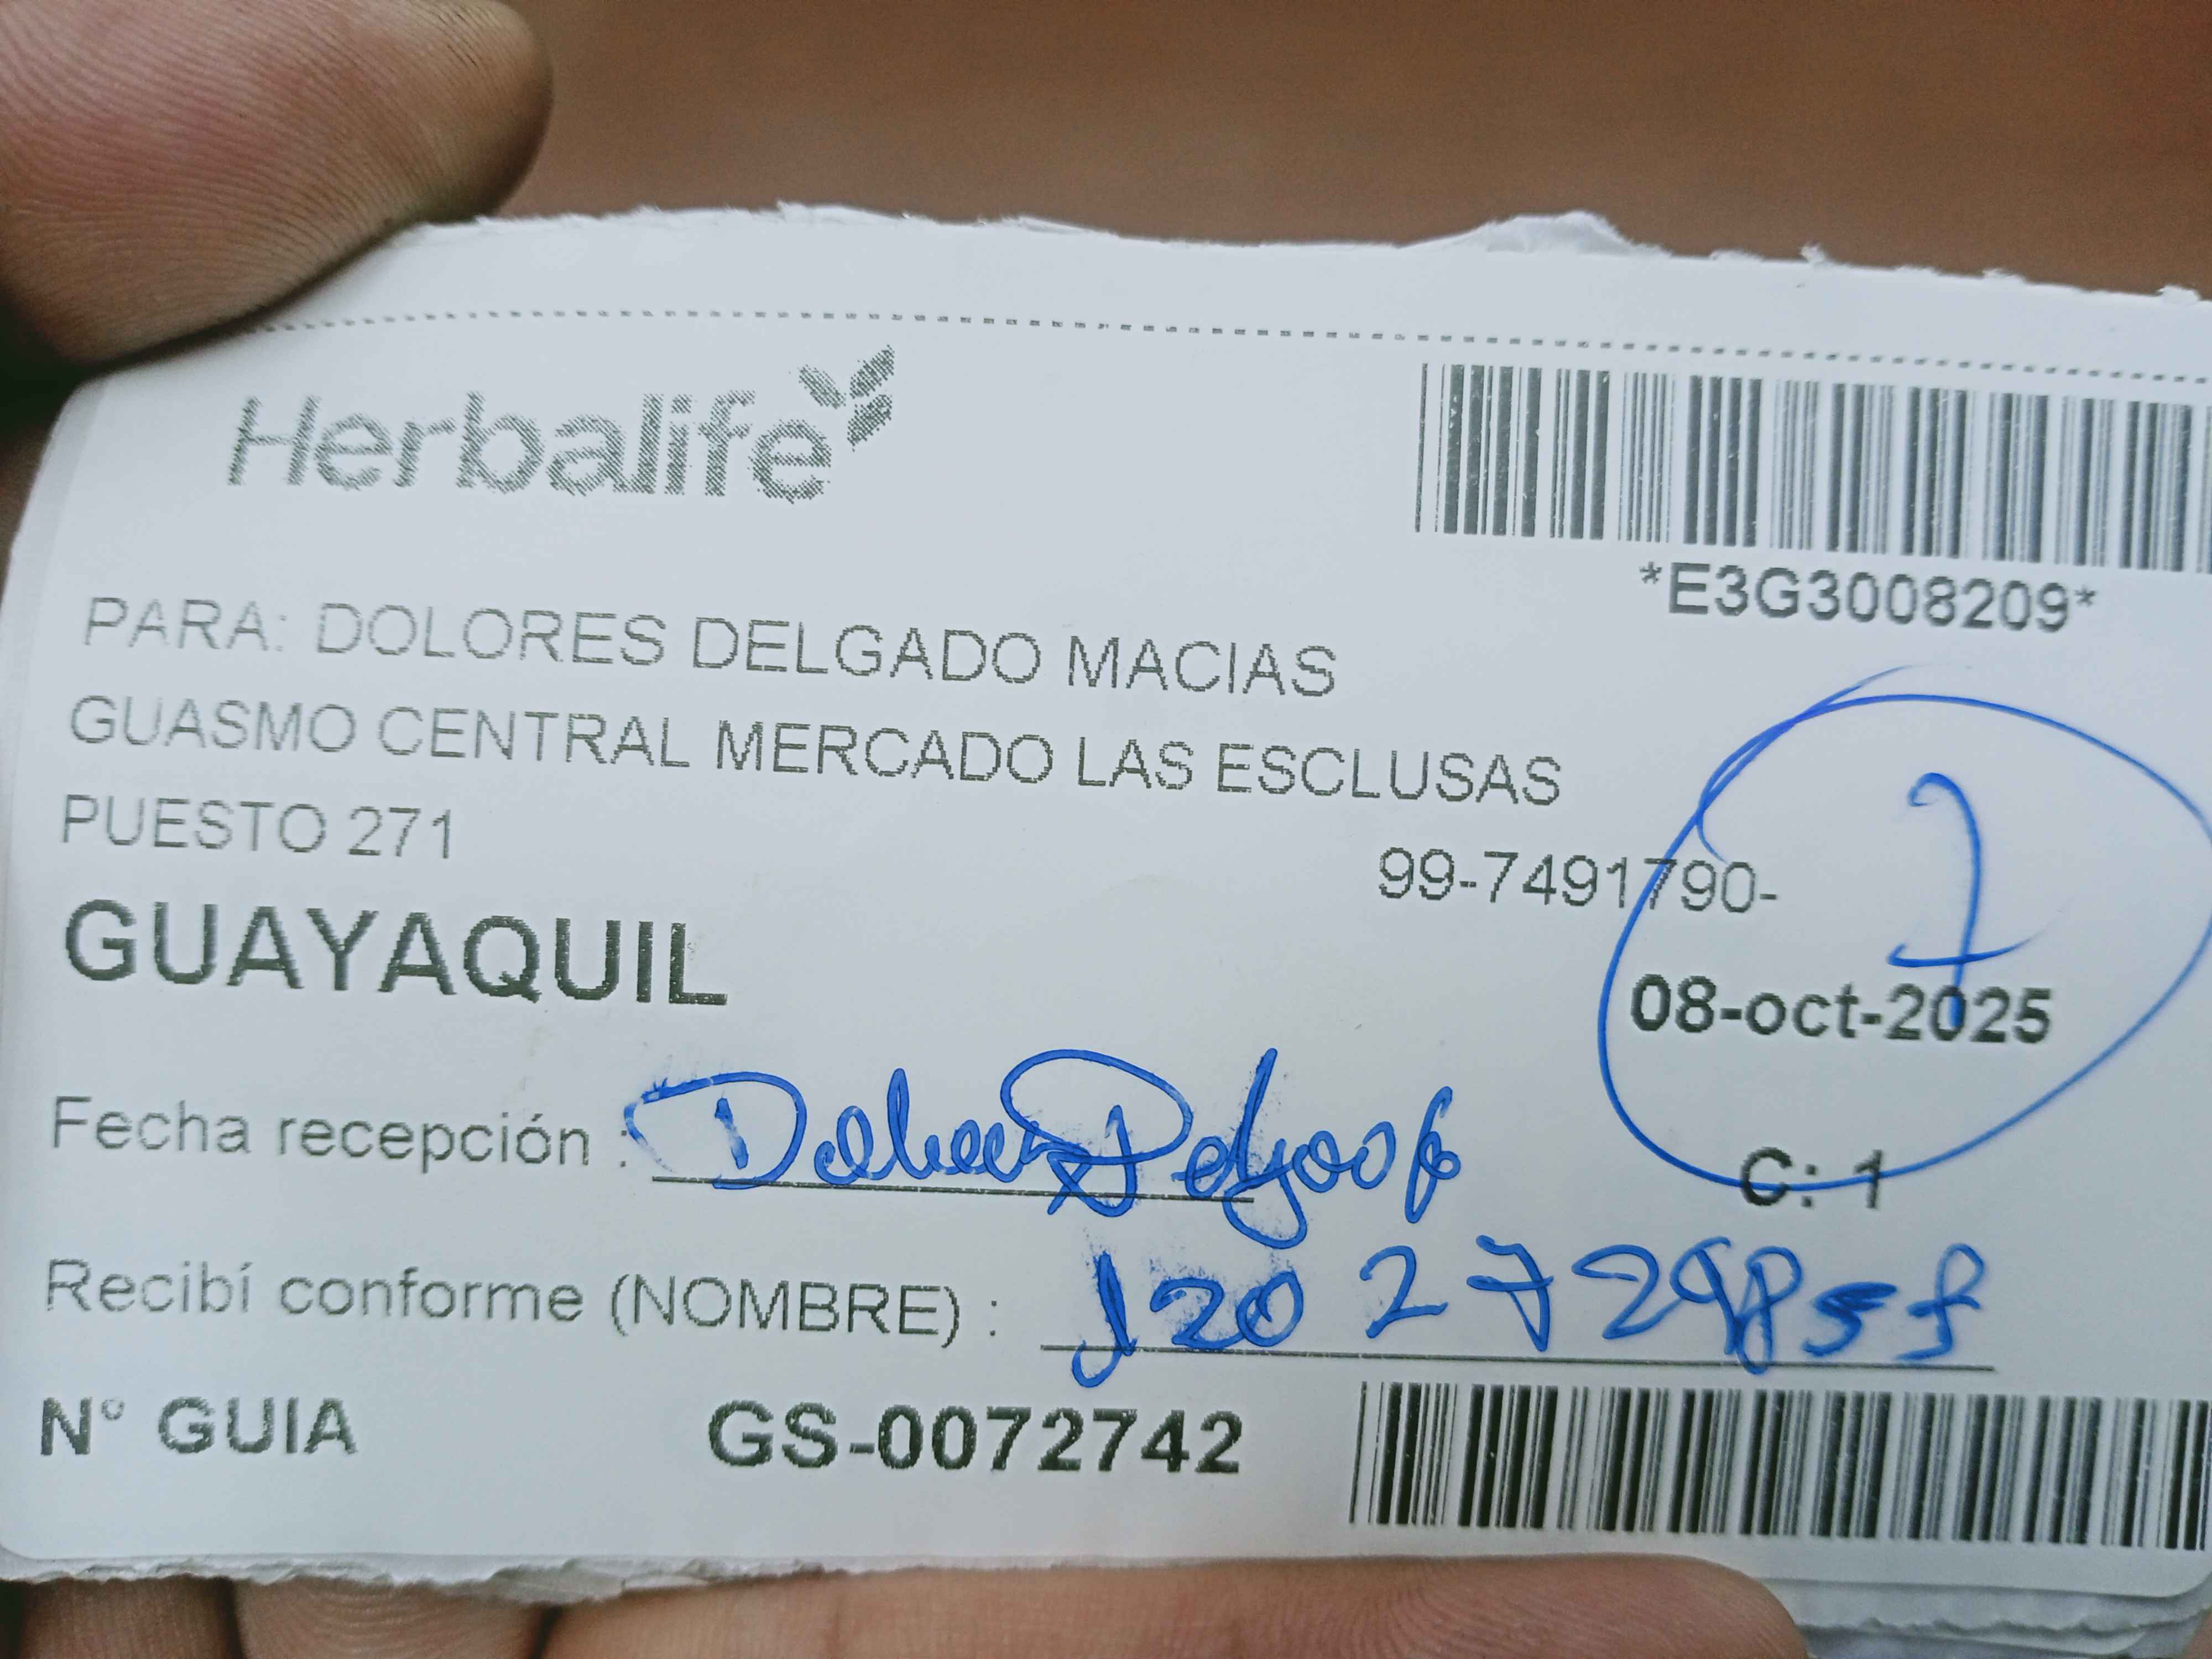 Herbalife
*E3G3008209*
PARA: DOLORES DELGADO MACIAS
GUASMO CENTRAL MERCADO LAS ESCLUSAS
PUESTO 271
99-7491790-
7
GUAYAQUIL
08-oct-2025
C: 1
Fecha recepción :
Recibí conforme (NOMBRE) :
N° GUIA GS-0072742